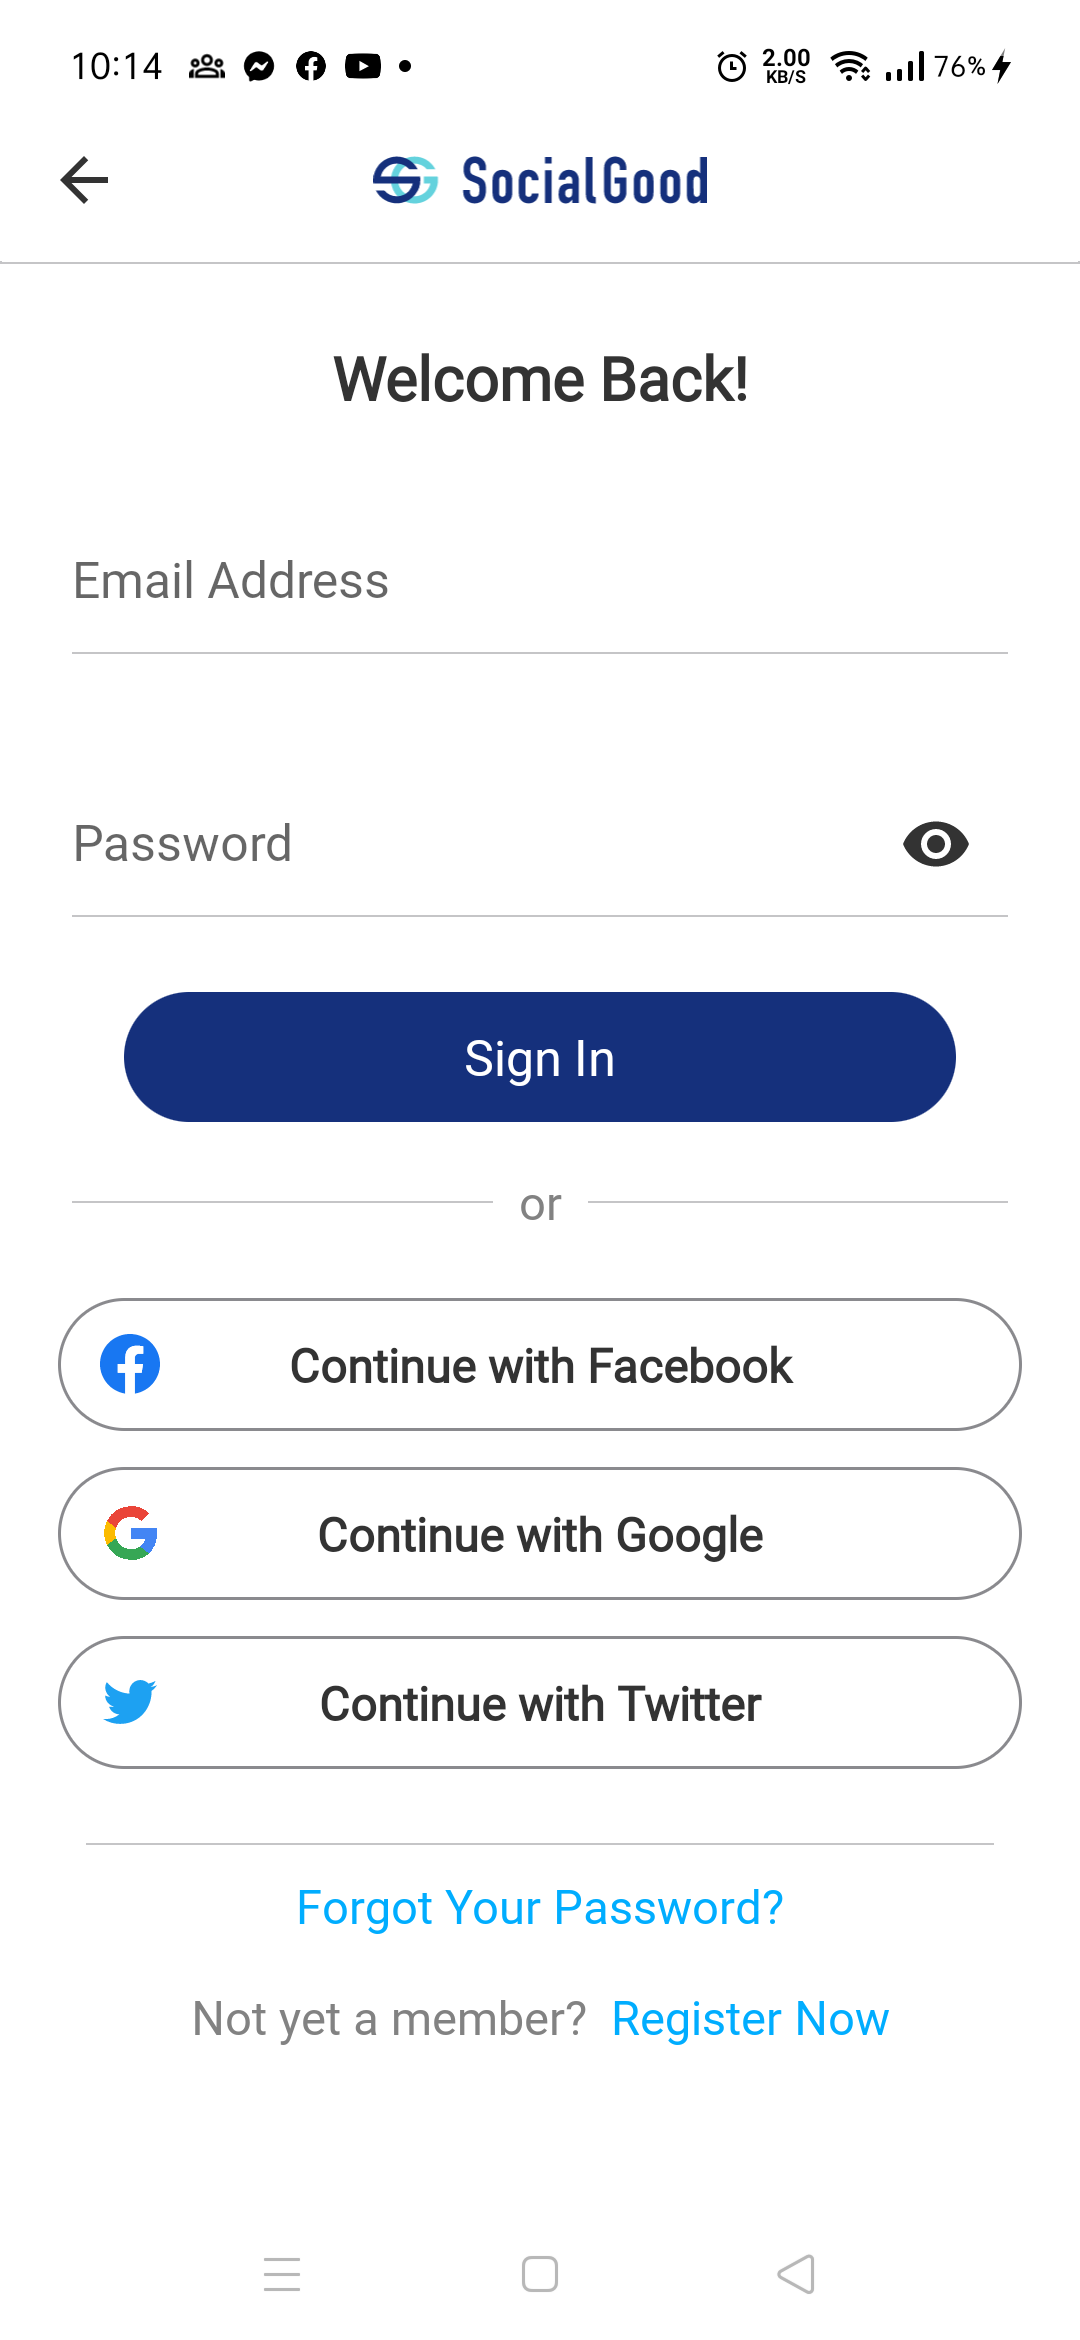 10:14 2.00 KB/S 76%
SocialGood
Welcome Back!
Email Address
Password
Sign In
or
Continue with Facebook
Continue with Google
Continue with Twitter
Forgot Your Password?
Not yet a member? Register Now